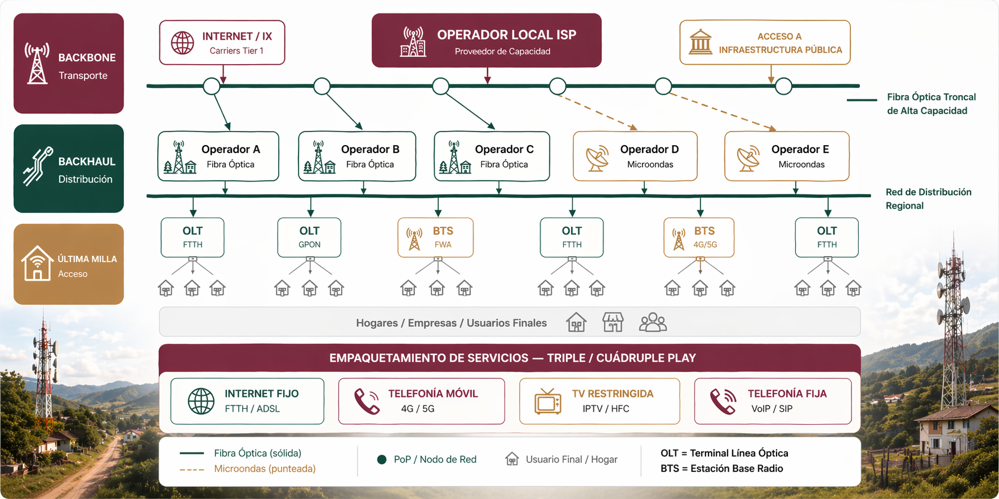 BACKBONE
Transporte
INTERNET / IX
Carriers Tier 1
OPERADOR LOCAL ISP
Proveedor de Capacidad
ACCESO A
INFRAESTRUCTURA PÚBLICA
Fibra Óptica Troncal
de Alta Capacidad
BACKHAUL
Distribución
Operador A
Fibra Óptica
Operador B
Fibra Óptica
Operador C
Fibra Óptica
Operador D
Microondas
Operador E
Microondas
Red de Distribución
Regional
ÚLTIMA MILLA
Acceso
OLT
FTTH
OLT
GPON
BTS
FWA
OLT
FTTH
BTS
4G/5G
OLT
FTTH
Hogares / Empresas / Usuarios Finales
EMPAQUETAMIENTO DE SERVICIOS — TRIPLE / CUÁDRUPLE PLAY
INTERNET FIJO
FTTH / ADSL
TELEFONÍA MÓVIL
4G / 5G
TV RESTRINGIDA
IPTV / HFC
TELEFONÍA FIJA
VoIP / SIP
Fibra Óptica (sólida)
Microondas (punteada)
PoP / Nodo de Red
Usuario Final / Hogar
OLT = Terminal Línea Óptica
BTS = Estación Base Radio